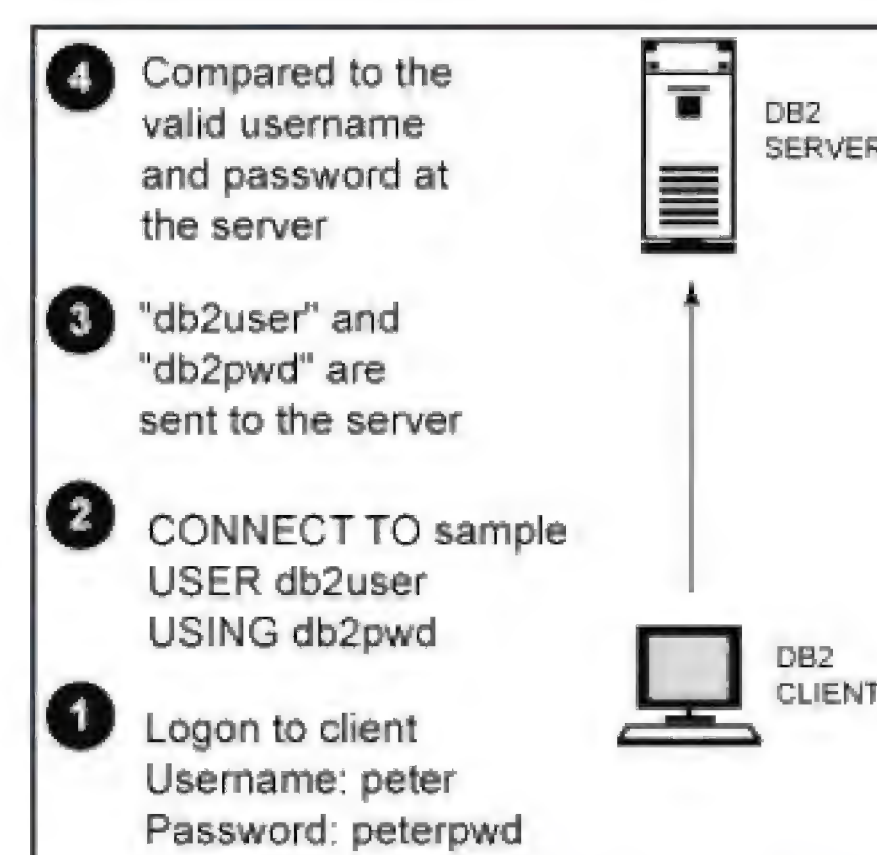 4 Compared to the
valid username
and password at
the server
DB2
SERVER
3 "db2user" and
"db2pwd" are
sent to the server
2 CONNECT TO sample
USER db2user
USING db2pwd
DB2
CLIENT
1 Logon to client
Username: peter
Password: peterpwd